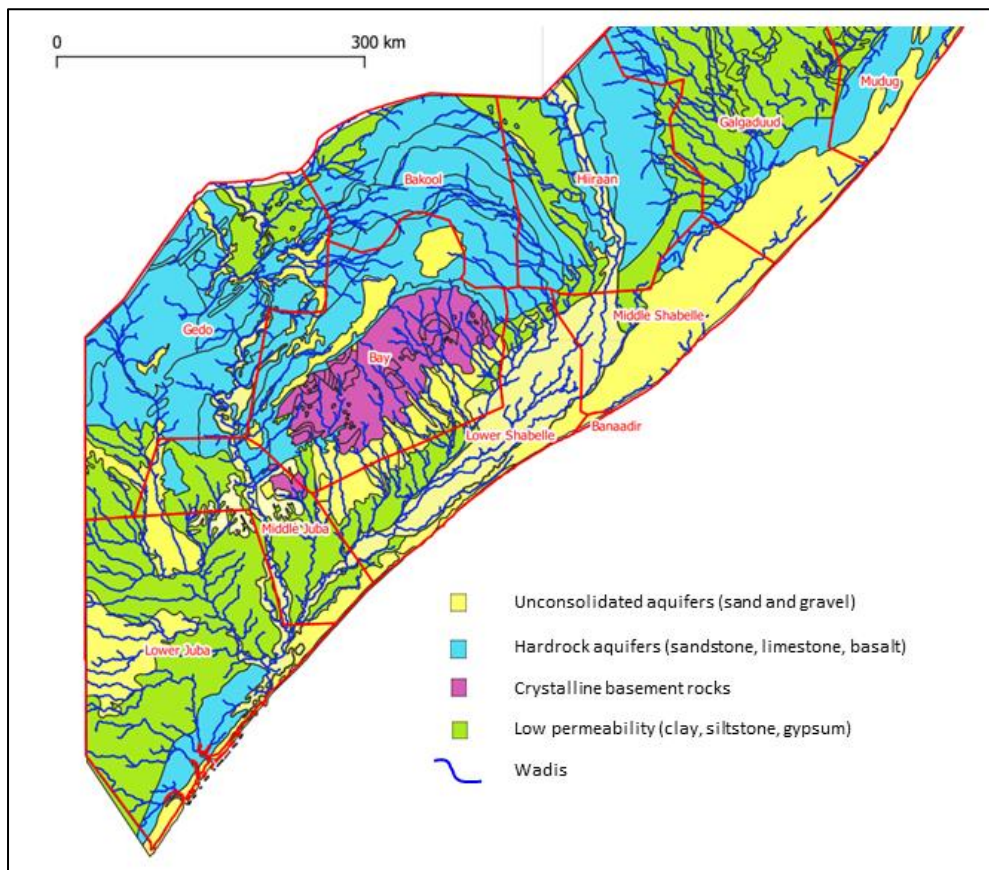 0
300 km
Mudug
Galgaduud
Bakool
Hiiraan
Gedo
Middle Shabelle
Bay
Lower Shabelle
Banaadir
Middle Juba
Lower Juba
Unconsolidated aquifers (sand and gravel)
Hardrock aquifers (sandstone, limestone, basalt)
Crystalline basement rocks
Low permeability (clay, siltstone, gypsum)
Wadis